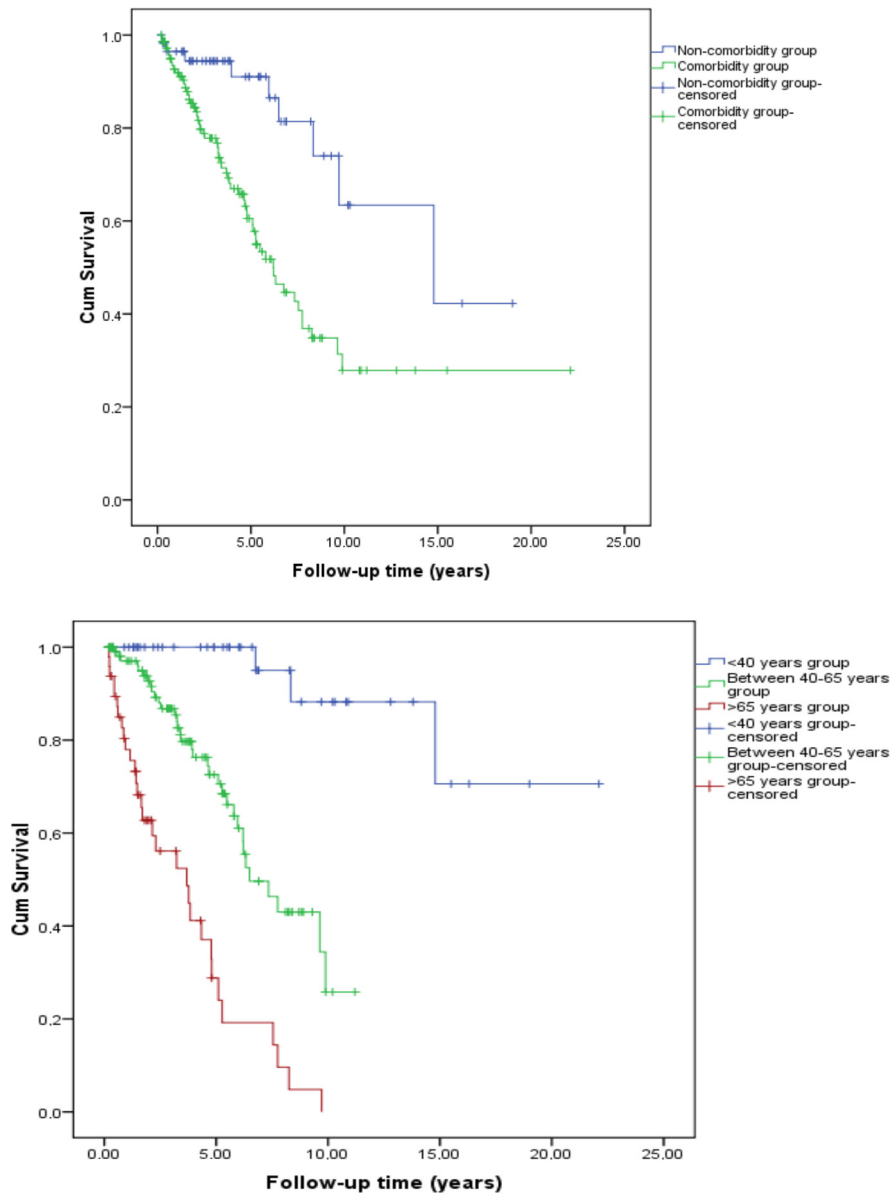 Cum Survival
1.0
0.8
0.6
0.4
0.2
0.0
0.00 5.00 10.00 15.00 20.00 25.00
Follow-up time (years)
Non-comorbidity group
Comorbidity group
Non-comorbidity group-
censored
Comorbidity group-
censored
Cum Survival
1.0
0.8
0.6
0.4
0.2
0.0
0.00 5.00 10.00 15.00 20.00 25.00
Follow-up time (years)
<40 years group
Between 40-65 years
group
>65 years group
<40 years group-
censored
Between 40-65 years
group-censored
>65 years group-
censored